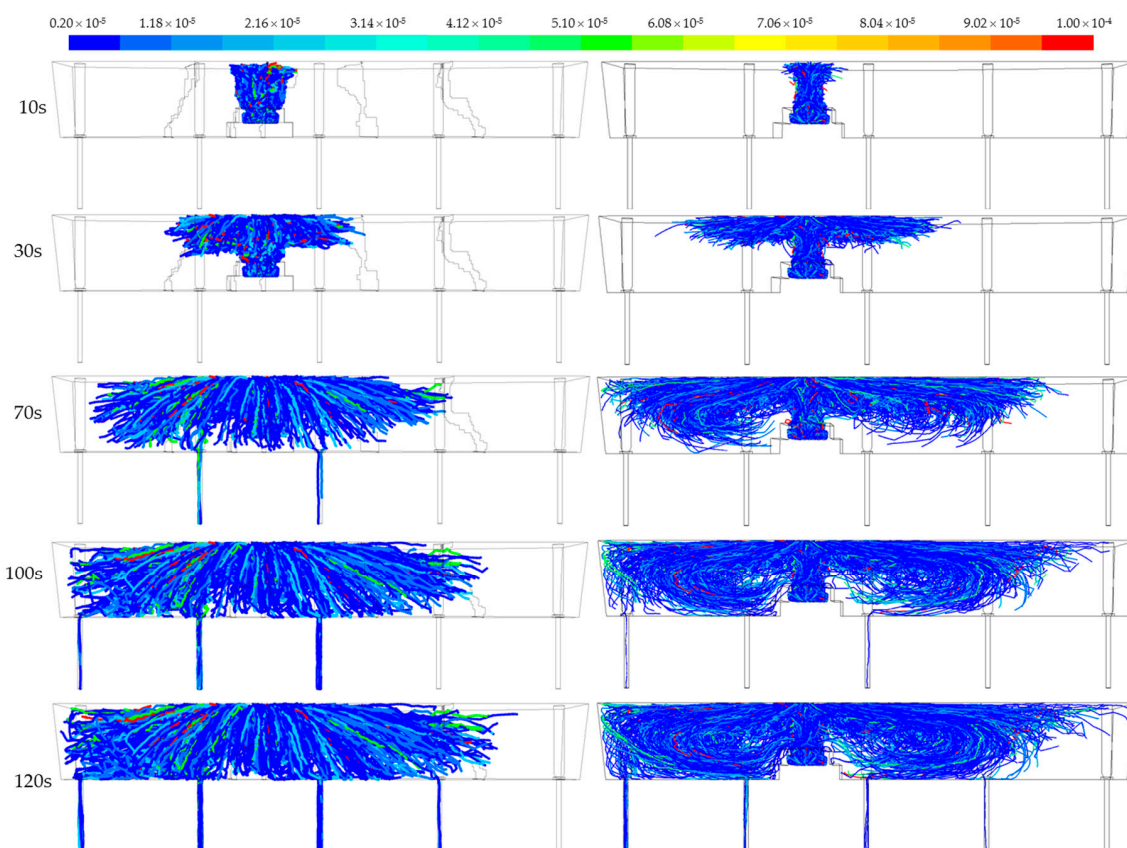 0.20 × 10⁻⁵ 1.18 × 10⁻⁵ 2.16 × 10⁻⁵ 3.14 × 10⁻⁵ 4.12 × 10⁻⁵ 5.10 × 10⁻⁵ 6.08 × 10⁻⁵ 7.06 × 10⁻⁵ 8.04 × 10⁻⁵ 9.02 × 10⁻⁵ 1.00 × 10⁻⁴
10s
30s
70s
100s
120s